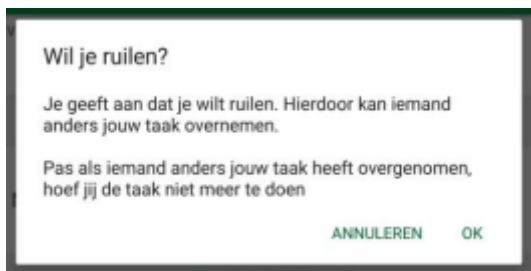 Wil je ruilen?
Je geeft aan dat je wilt ruilen. Hierdoor kan iemand
anders jouw taak overnemen.
Pas als iemand anders jouw taak heeft overgenomen,
hoef jij de taak niet meer te doen
ANNULEREN OK